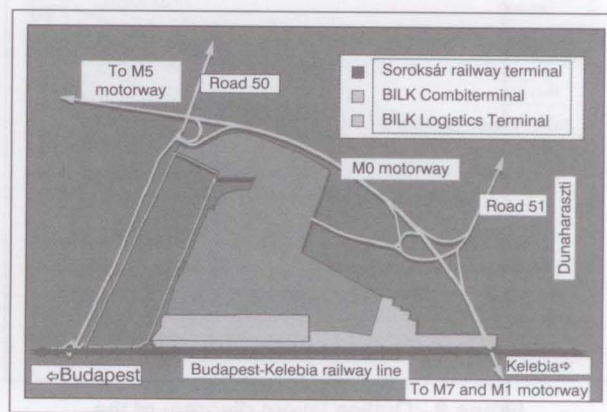 To M5
motorway
Road 50
Soroksár railway terminal
BILK Combiterminal
BILK Logistics Terminal
M0 motorway
Road 51
Dunaharaszti
Budapest-Kelebia railway line
⇦Budapest
Kelebia⇨
To M7 and M1 motorway